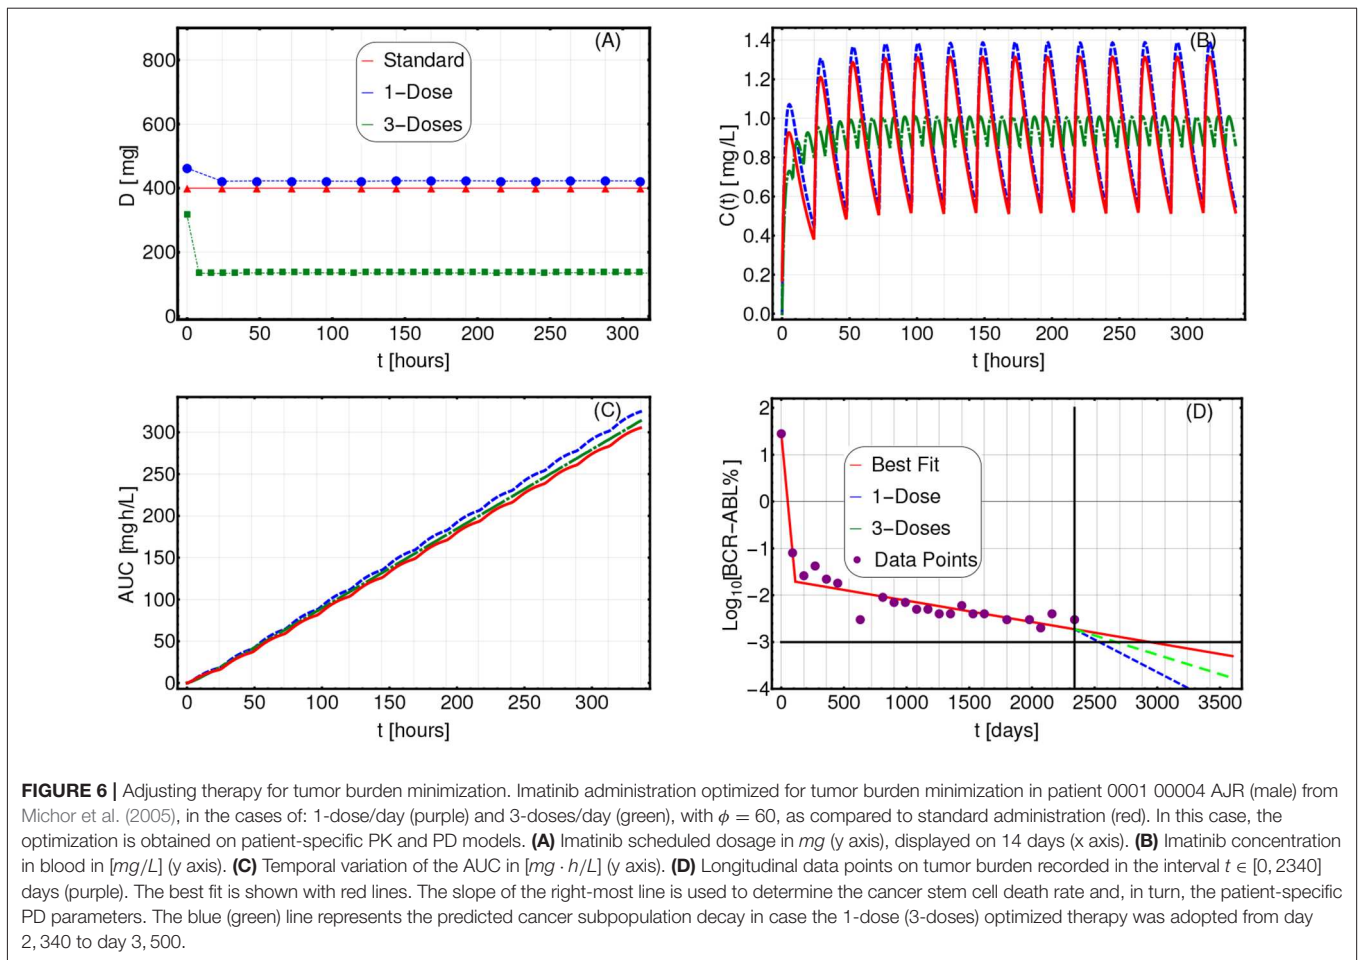 (A)
Standard
1−Dose
3−Doses
D [mg]
800
600
400
200
0
0 50 100 150 200 250 300
t [hours]
(B)
C(t) [mg/L]
1.4
1.2
1.0
0.8
0.6
0.4
0.2
0.0
0 50 100 150 200 250 300
t [hours]
(C)
AUC [mg h/L]
300
250
200
150
100
50
0
0 50 100 150 200 250 300
t [hours]
(D)
Best Fit
1−Dose
3−Doses
Data Points
Log10[BCR−ABL%]
2
1
0
−1
−2
−3
−4
0 500 1000 1500 2000 2500 3000 3500
t [days]
FIGURE 6 | Adjusting therapy for tumor burden minimization. Imatinib administration optimized for tumor burden minimization in patient 0001 00004 AJR (male) from
Michor et al. (2005), in the cases of: 1-dose/day (purple) and 3-doses/day (green), with ϕ = 60, as compared to standard administration (red). In this case, the
optimization is obtained on patient-specific PK and PD models. (A) Imatinib scheduled dosage in mg (y axis), displayed on 14 days (x axis). (B) Imatinib concentration
in blood in [mg/L] (y axis). (C) Temporal variation of the AUC in [mg · h/L] (y axis). (D) Longitudinal data points on tumor burden recorded in the interval t ∈ [0, 2340]
days (purple). The best fit is shown with red lines. The slope of the right-most line is used to determine the cancer stem cell death rate and, in turn, the patient-specific
PD parameters. The blue (green) line represents the predicted cancer subpopulation decay in case the 1-dose (3-doses) optimized therapy was adopted from day
2, 340 to day 3, 500.